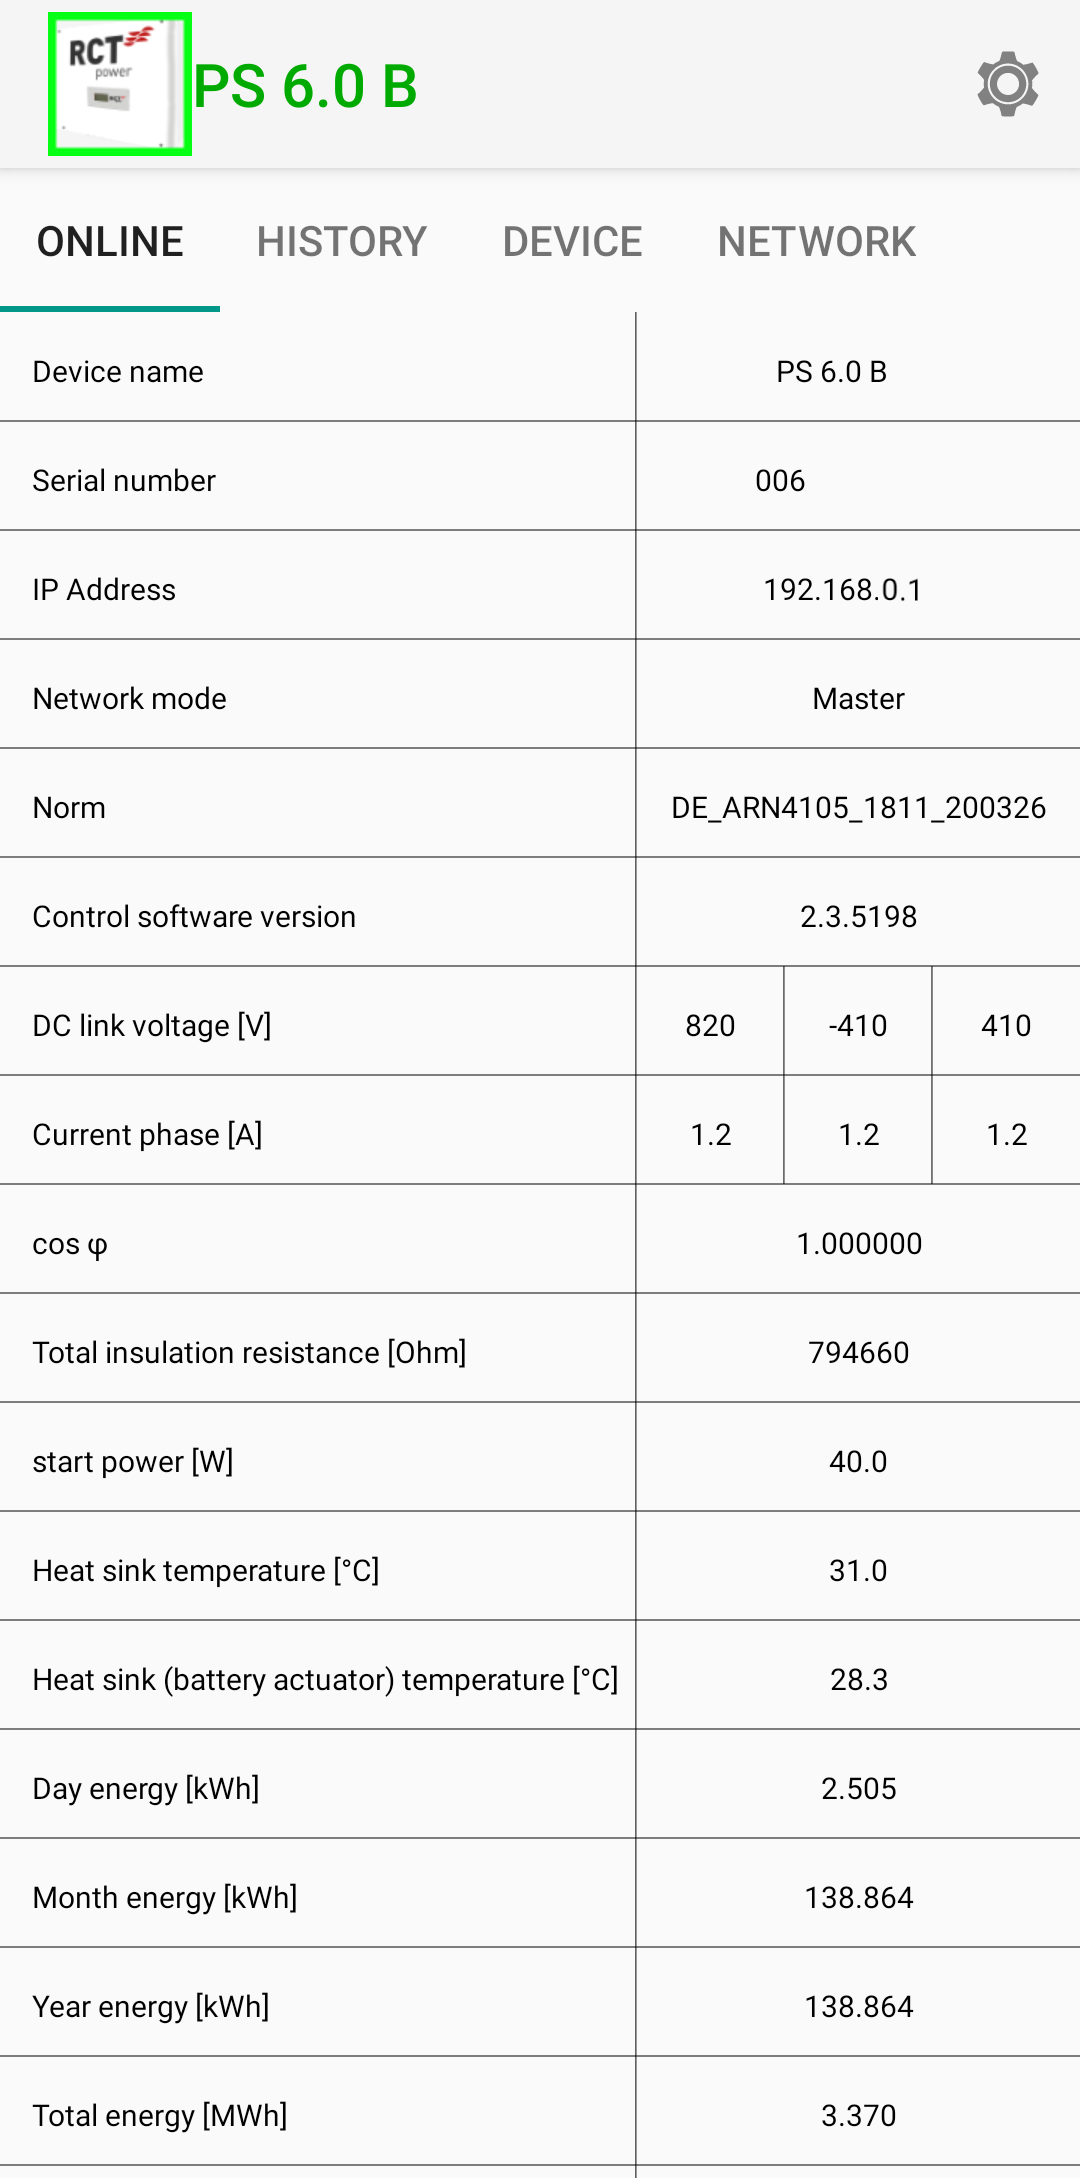 RCT
power
PS 6.0 B
ONLINE HISTORY DEVICE NETWORK
Device name PS 6.0 B
Serial number 006
IP Address 192.168.0.1
Network mode Master
Norm DE_ARN4105_1811_200326
Control software version 2.3.5198
DC link voltage [V] 820 -410 410
Current phase [A] 1.2 1.2 1.2
cos φ 1.000000
Total insulation resistance [Ohm] 794660
start power [W] 40.0
Heat sink temperature [°C] 31.0
Heat sink (battery actuator) temperature [°C] 28.3
Day energy [kWh] 2.505
Month energy [kWh] 138.864
Year energy [kWh] 138.864
Total energy [MWh] 3.370